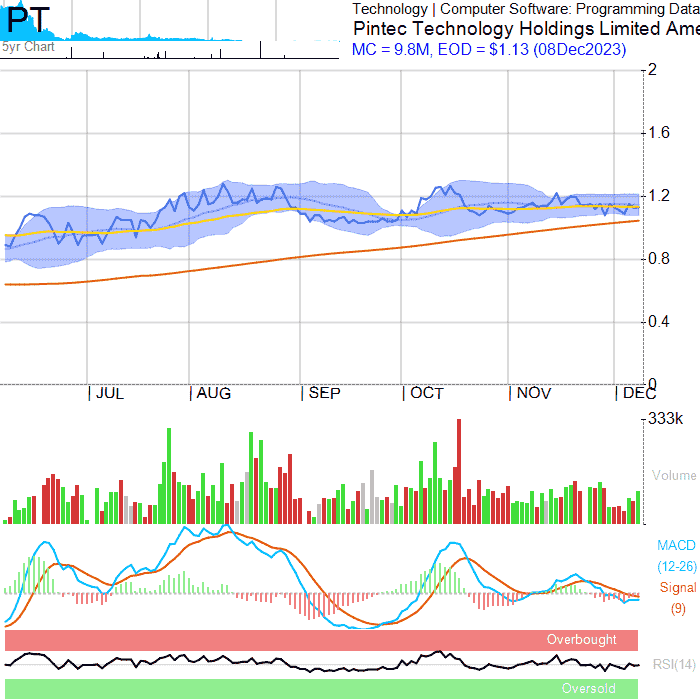 PT
5yr Chart
Technology | Computer Software: Programming Data
Pintec Technology Holdings Limited Ame
MC = 9.8M, EOD = $1.13 (08Dec2023)
2
1.6
1.2
0.8
0.4
0
| JUL | AUG | SEP | OCT | NOV | DEC
333k
Volume
MACD
(12-26)
Signal
(9)
Overbought
RSI(14)
Oversold